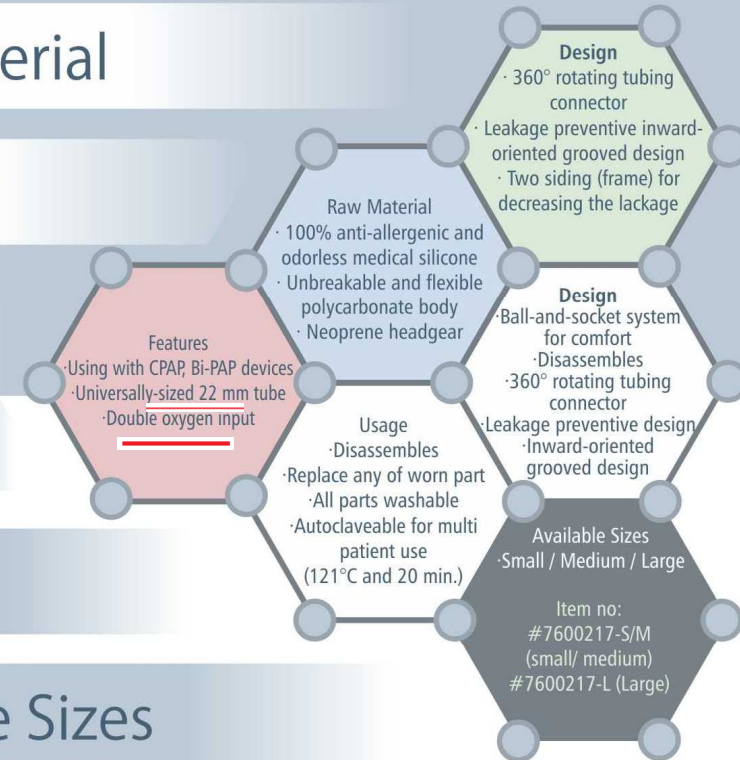 erial
Design
· 360° rotating tubing
connector
· Leakage preventive inward-
oriented grooved design
· Two siding (frame) for
decreasing the lackage
Raw Material
· 100% anti-allergenic and
odorless medical silicone
· Unbreakable and flexible
polycarbonate body
· Neoprene headgear
Design
·Ball-and-socket system
for comfort
·Disassembles
·360° rotating tubing
connector
·Leakage preventive design
·Inward-oriented
grooved design
Features
·Using with CPAP, Bi-PAP devices
·Universally-sized 22 mm tube
·Double oxygen input
Usage
·Disassembles
·Replace any of worn part
·All parts washable
·Autoclaveable for multi
patient use
(121°C and 20 min.)
Available Sizes
·Small / Medium / Large
Item no:
#7600217-S/M
(small/ medium)
#7600217-L (Large)
e Sizes